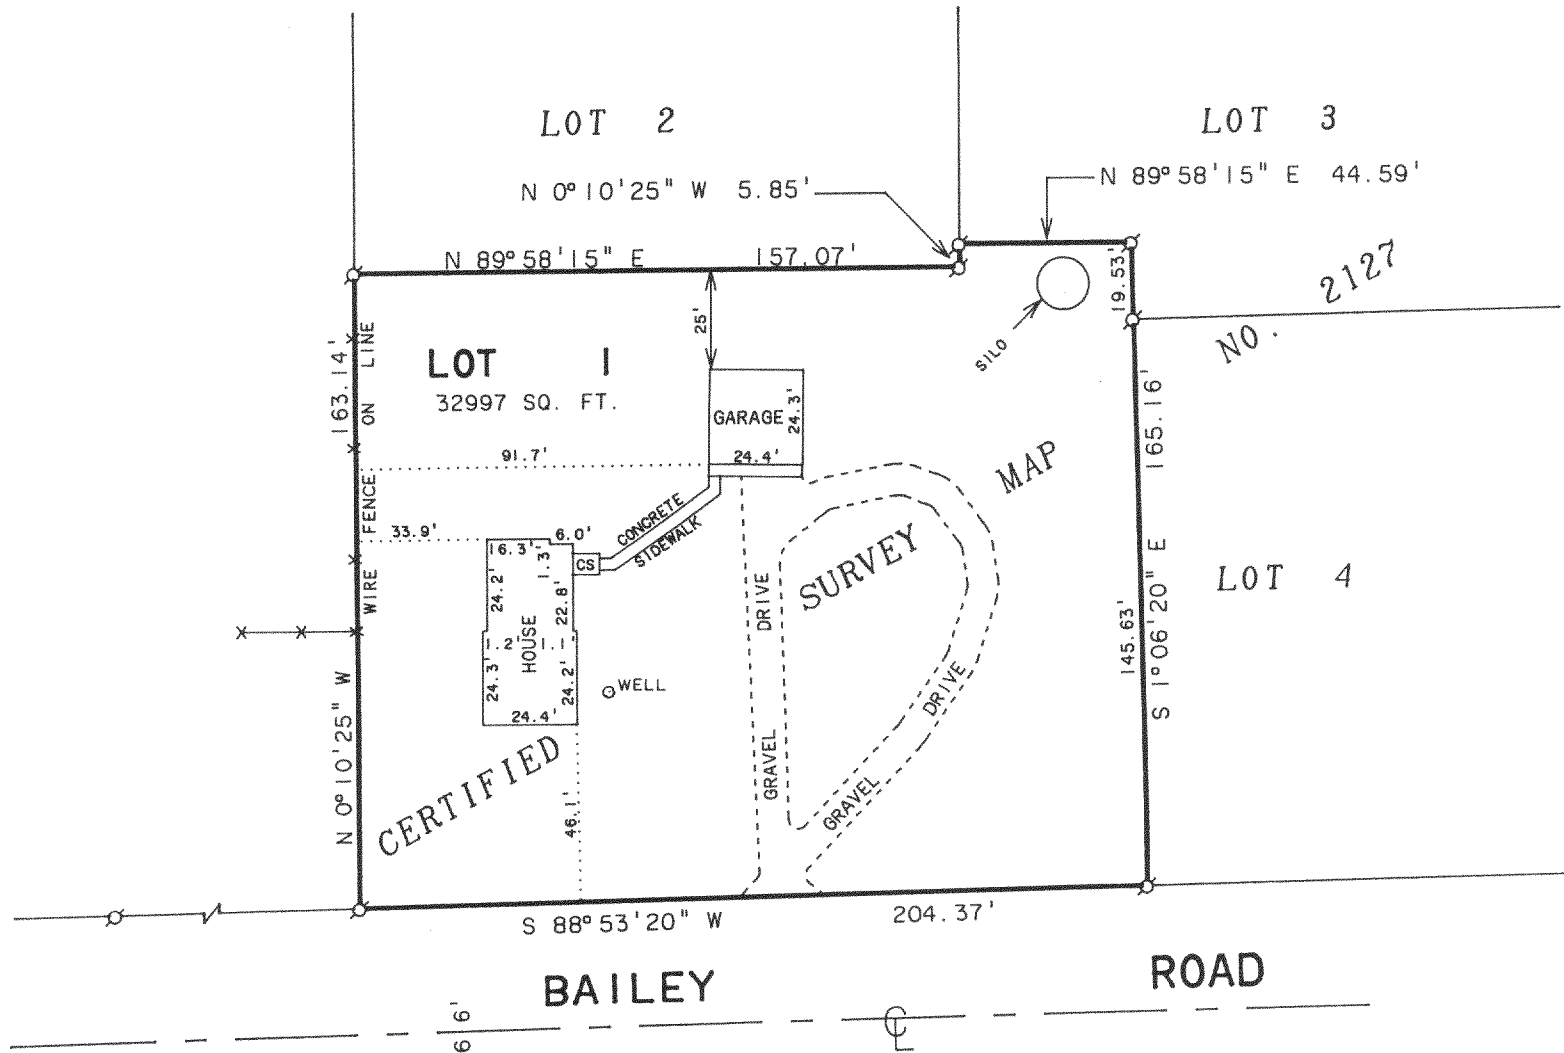 LOT 2
LOT 3
N 0°10'25" W 5.85'
N 89°58'15" E 44.59'
N 89°58'15" E 157.07'
19.53'
NO. 2127
25'
SILO
163.14'
WIRE FENCE ON LINE
LOT 1
32997 SQ. FT.
GARAGE
24.3'
24.4'
91.7'
165.16'
MAP
33.9'
6.0'
CONCRETE
SIDEWALK
16.3'
1.3'
CS
SURVEY
S 1°06'20" E
LOT 4
24.2'
22.8'
DRIVE
1.2'
1.1'
HOUSE
145.63'
24.3'
24.2'
WELL
DRIVE
24.4'
N 0°10'25" W
CERTIFIED
GRAVEL
GRAVEL
46.1'
S 88°53'20" W 204.37'
BAILEY ROAD
66'
CL